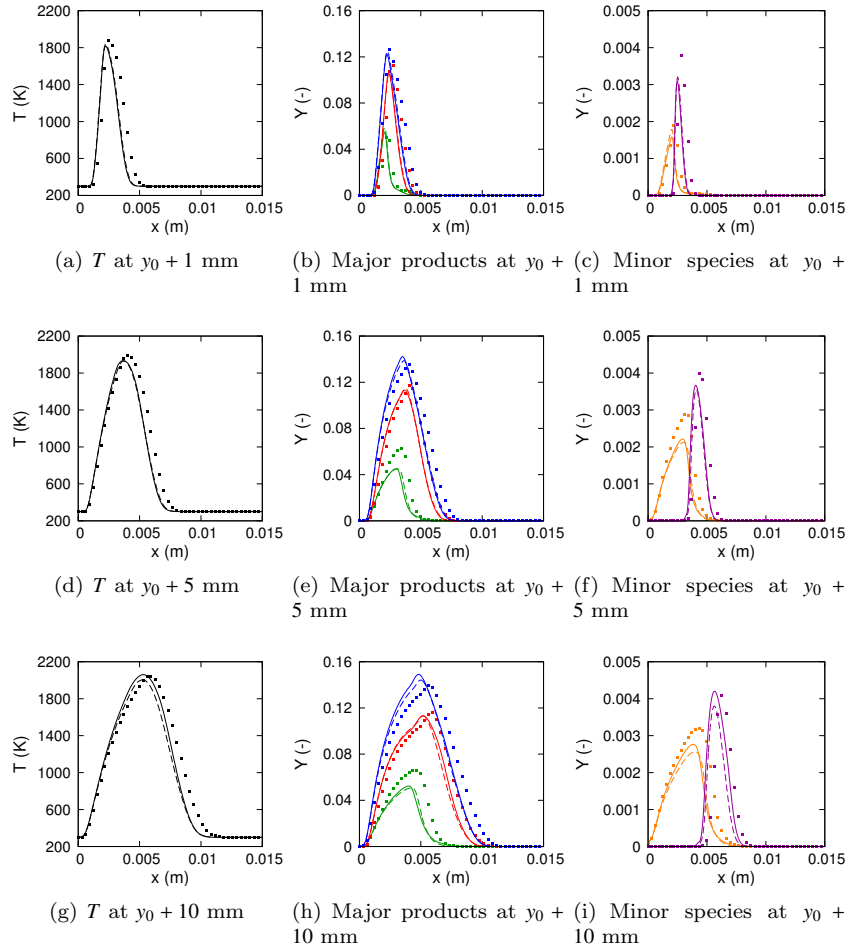 2200
1800
1400
1000
600
200
T (K)
0 0.005 0.01 0.015
x (m)
(a) T at y0 + 1 mm
0.16
0.12
0.08
0.04
0
Y (-)
0 0.005 0.01 0.015
x (m)
(b) Major products at y0 +
1 mm
0.005
0.004
0.003
0.002
0.001
0
Y (-)
0 0.005 0.01 0.015
x (m)
(c) Minor species at y0 +
1 mm
2200
1800
1400
1000
600
200
T (K)
0 0.005 0.01 0.015
x (m)
(d) T at y0 + 5 mm
0.16
0.12
0.08
0.04
0
Y (-)
0 0.005 0.01 0.015
x (m)
(e) Major products at y0 +
5 mm
0.005
0.004
0.003
0.002
0.001
0
Y (-)
0 0.005 0.01 0.015
x (m)
(f) Minor species at y0 +
5 mm
2200
1800
1400
1000
600
200
T (K)
0 0.005 0.01 0.015
x (m)
(g) T at y0 + 10 mm
0.16
0.12
0.08
0.04
0
Y (-)
0 0.005 0.01 0.015
x (m)
(h) Major products at y0 +
10 mm
0.005
0.004
0.003
0.002
0.001
0
Y (-)
0 0.005 0.01 0.015
x (m)
(i) Minor species at y0 +
10 mm